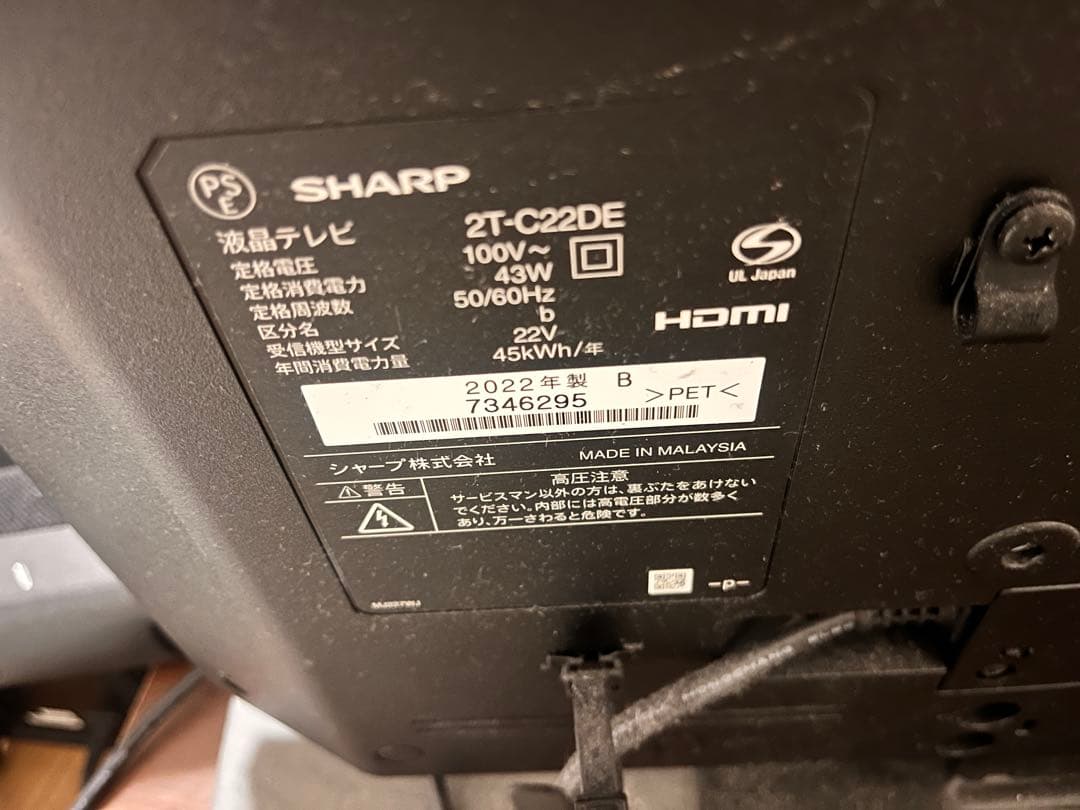 PSE
SHARP
液晶テレビ 2T-C22DE
定格電圧 100V～
定格消費電力 43W
定格周波数 50/60Hz
区分名 b
受信機型サイズ 22V
年間消費電力量 45kWh/年
UL Japan
HDMI
2022年製 B
7346295 >PET<
シャープ株式会社 MADE IN MALAYSIA
警告
高圧注意
サービスマン以外の方は、裏ぶたをあけない
でください。内部には高電圧部分が数多く
あり、万一さわると危険です。
-p-